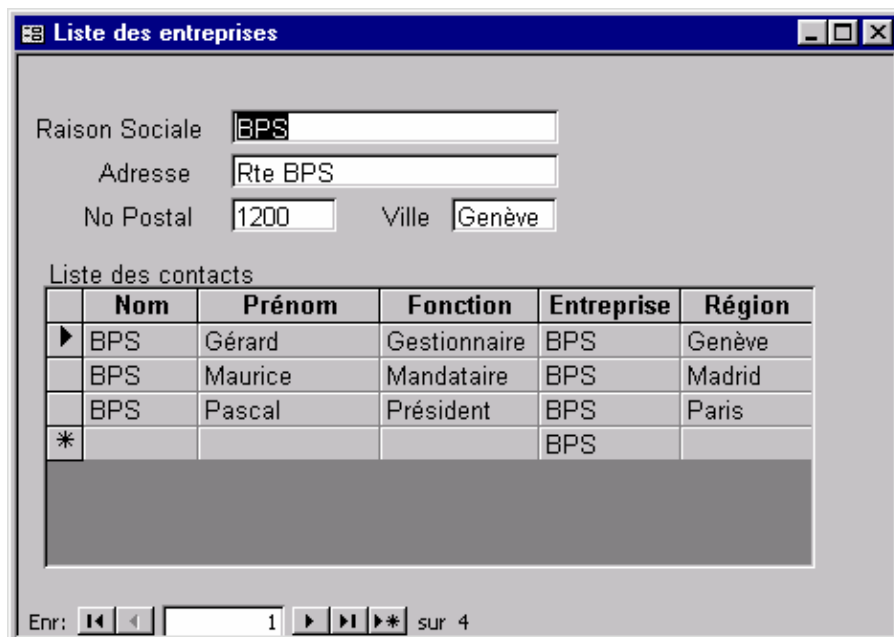 Liste des entreprises
Raison Sociale BPS
Adresse Rte BPS
No Postal 1200 Ville Genève
Liste des contacts
Nom Prénom Fonction Entreprise Région
BPS Gérard Gestionnaire BPS Genève
BPS Maurice Mandataire BPS Madrid
BPS Pascal Président BPS Paris
BPS
Enr: 1 sur 4